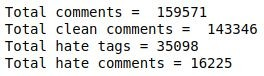 Total comments =  159571
Total clean comments =  143346
Total hate tags = 35098
Total hate comments = 16225